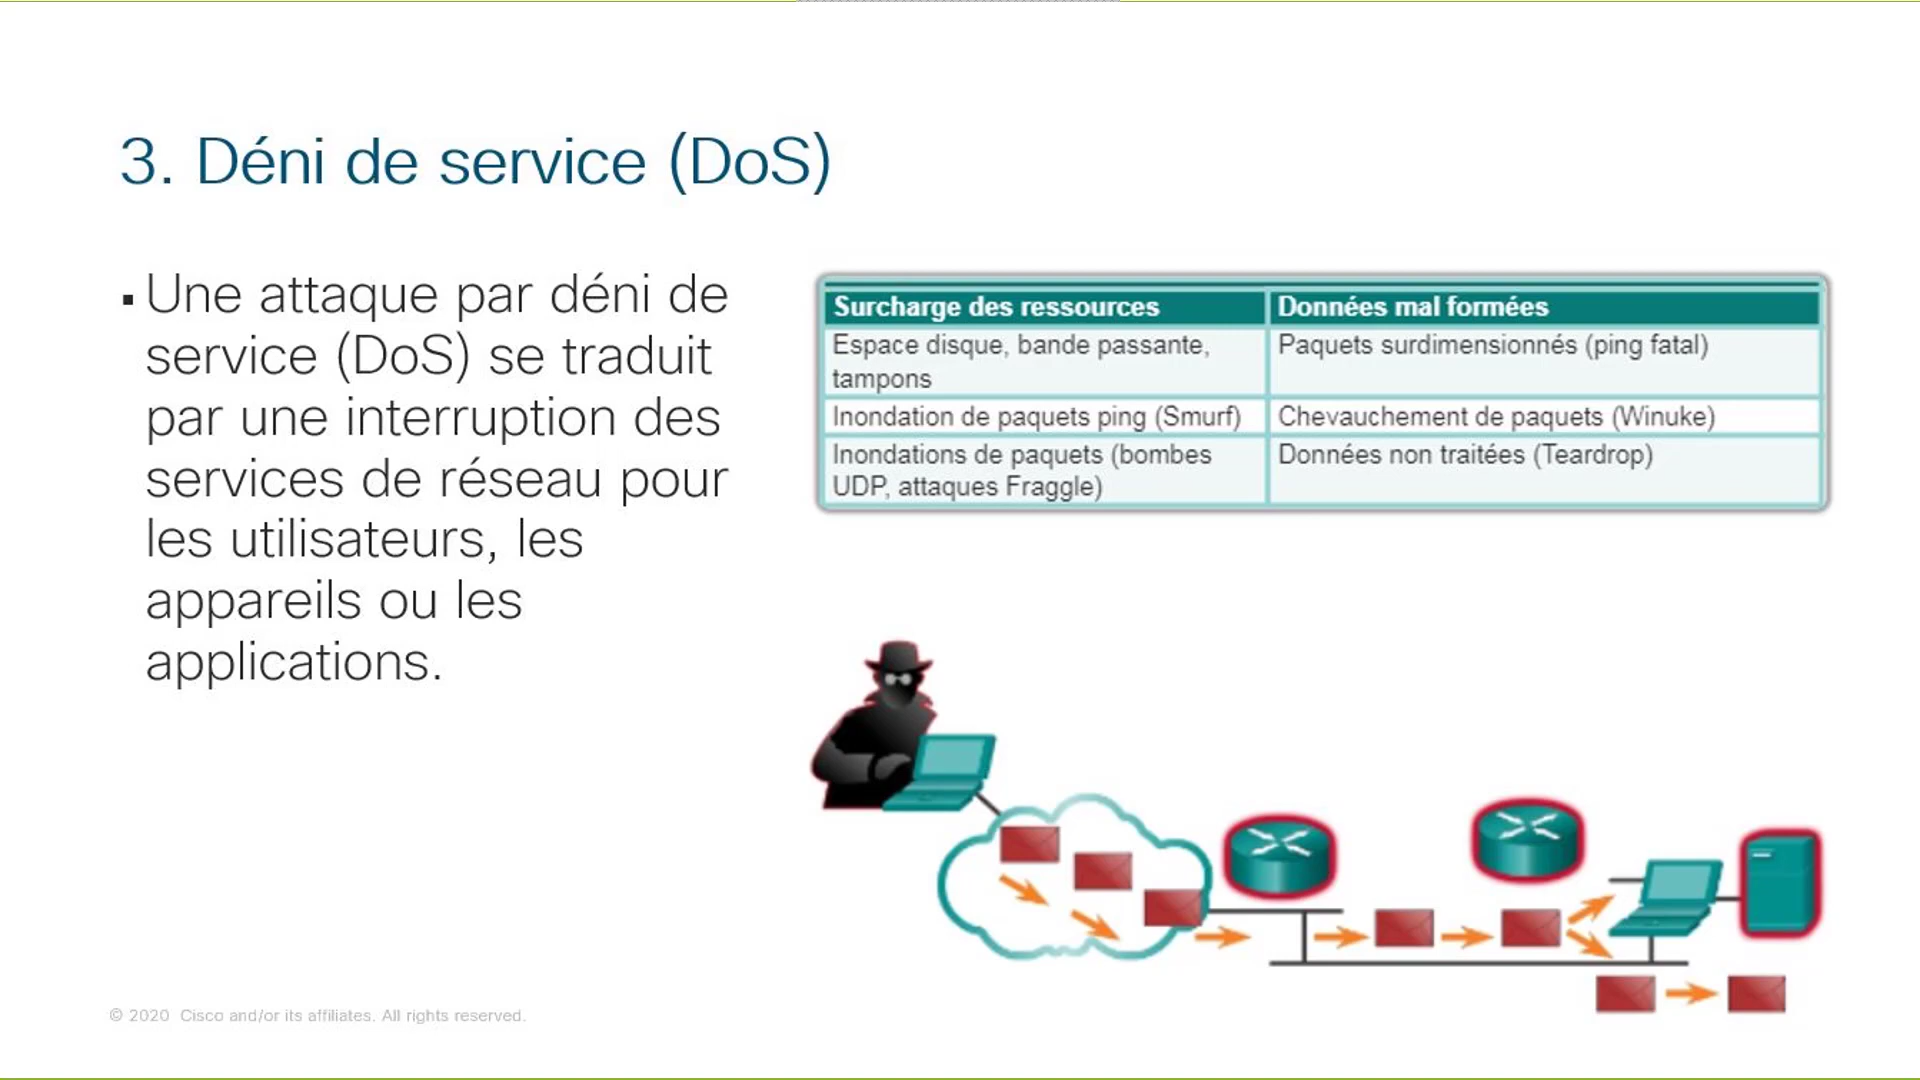 3. Déni de service (DoS)
▪ Une attaque par déni de
service (DoS) se traduit
par une interruption des
services de réseau pour
les utilisateurs, les
appareils ou les
applications.
Surcharge des ressources
Données mal formées
Espace disque, bande passante,
tampons
Paquets surdimensionnés (ping fatal)
Inondation de paquets ping (Smurf)
Chevauchement de paquets (Winuke)
Inondations de paquets (bombes
UDP, attaques Fraggle)
Données non traitées (Teardrop)
© 2020 Cisco and/or its affiliates. All rights reserved.